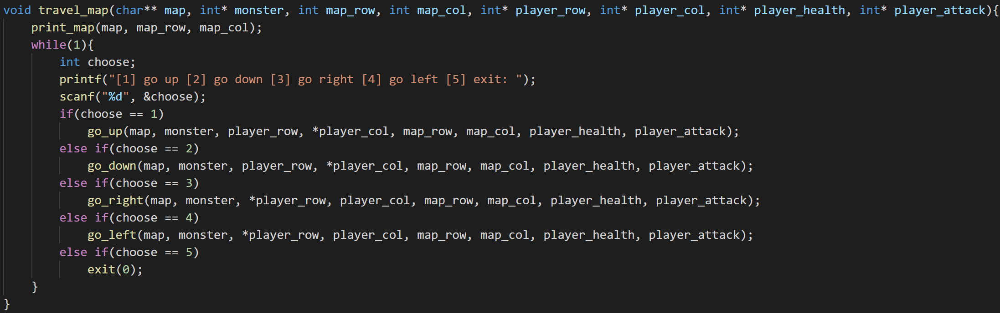 void travel_map(char** map, int* monster, int map_row, int map_col, int* player_row, int* player_col, int* player_health, int* player_attack){
    print_map(map, map_row, map_col);
    while(1){
        int choose;
        printf("[1] go up [2] go down [3] go right [4] go left [5] exit: ");
        scanf("%d", &choose);
        if(choose == 1)
            go_up(map, monster, player_row, *player_col, map_row, map_col, player_health, player_attack);
        else if(choose == 2)
            go_down(map, monster, player_row, *player_col, map_row, map_col, player_health, player_attack);
        else if(choose == 3)
            go_right(map, monster, *player_row, player_col, map_row, map_col, player_health, player_attack);
        else if(choose == 4)
            go_left(map, monster, *player_row, player_col, map_row, map_col, player_health, player_attack);
        else if(choose == 5)
            exit(0);
    }
}